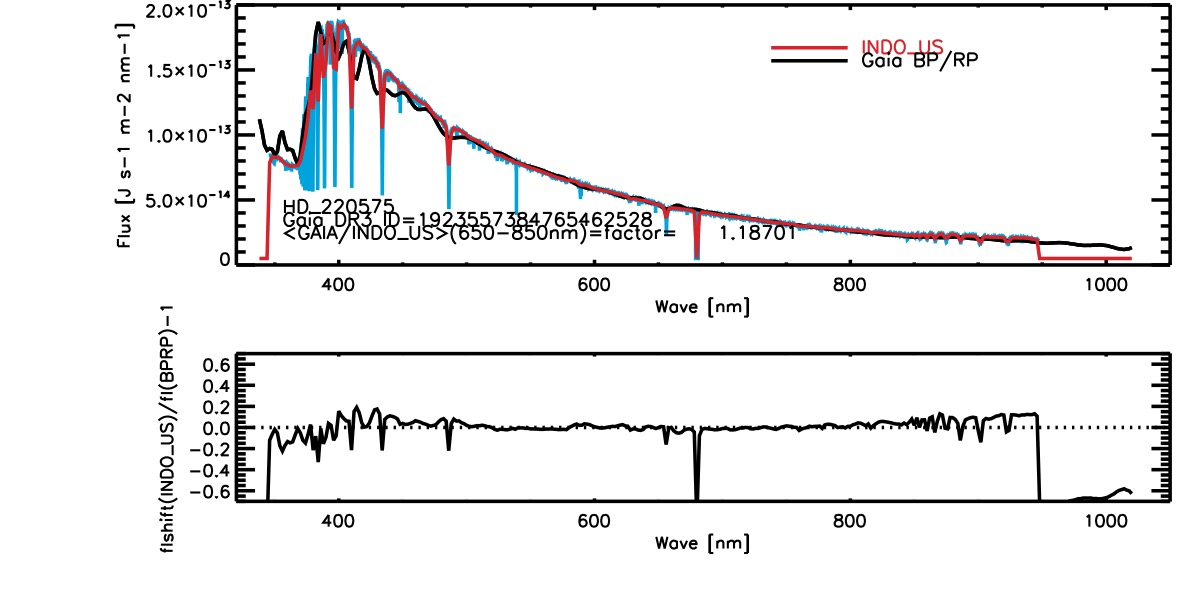 2.0×10−13
1.5×10−13
1.0×10−13
5.0×10−14
0
Flux [J s−1 m−2 nm−1]
INDO_US
Gaia BP/RP
HD_220575
Gaia DR3 ID=1923557384765462528
<GAIA/INDO_US>(650−850nm)=factor= 1.18701
400 600 800 1000
Wave [nm]
0.6
0.4
0.2
0.0
−0.2
−0.4
−0.6
flshift(INDO_US)/fl(BPRP)−1
400 600 800 1000
Wave [nm]